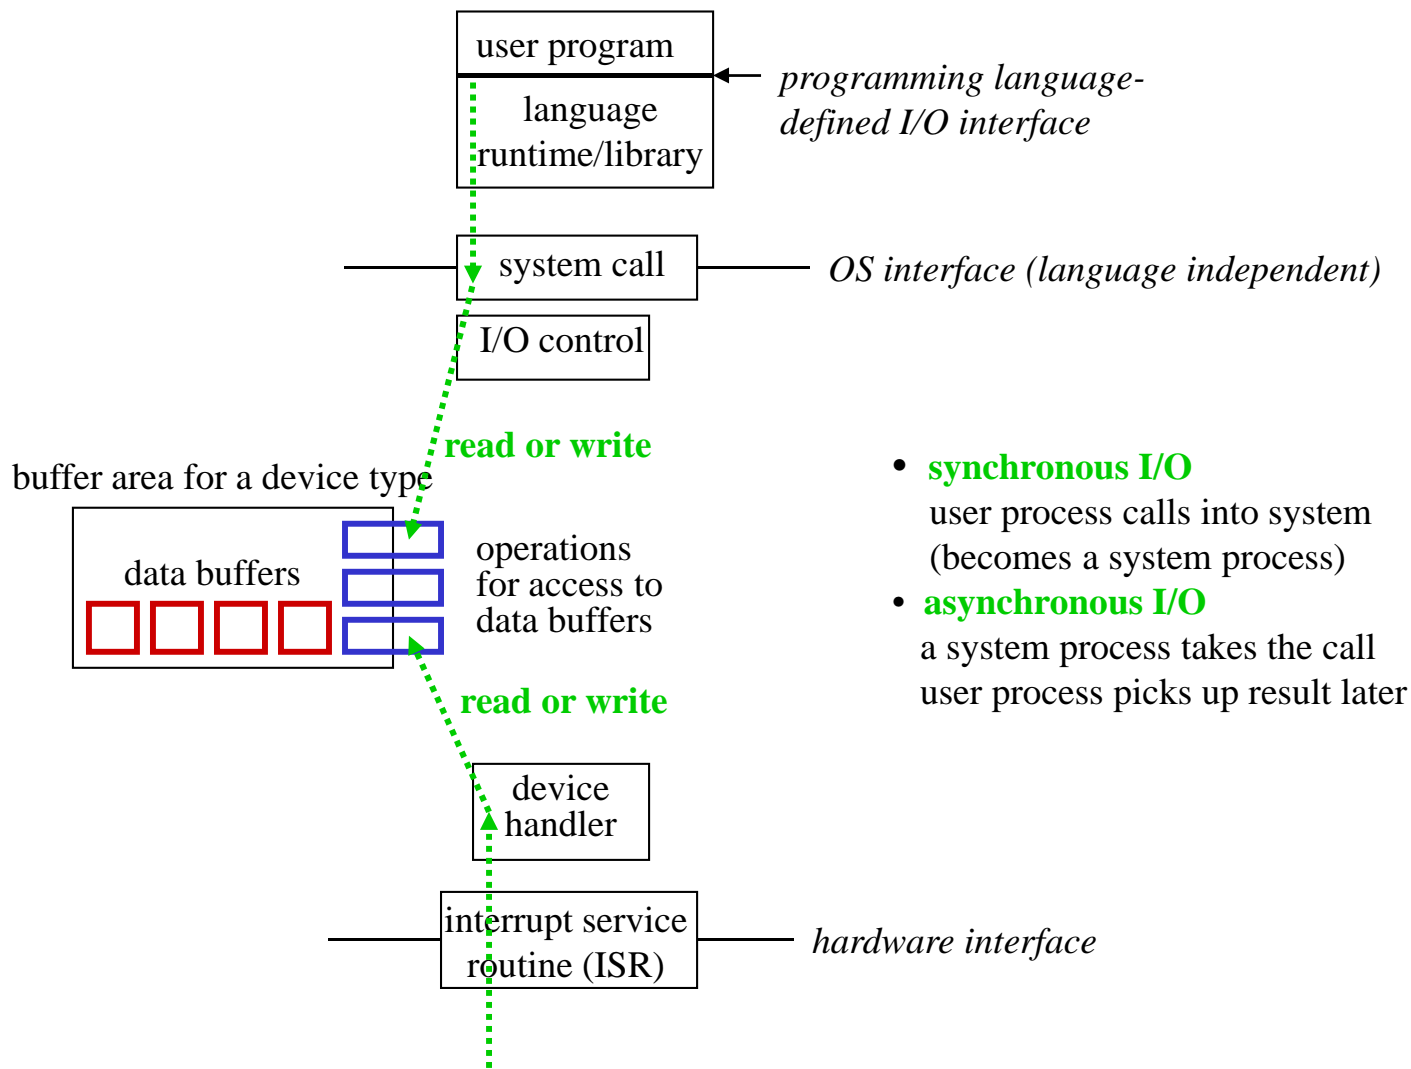 user program
programming language-
defined I/O interface
language
runtime/library
system call
OS interface (language independent)
I/O control
read or write
buffer area for a device type
data buffers
operations
for access to
data buffers
• synchronous I/O
user process calls into system
(becomes a system process)
• asynchronous I/O
a system process takes the call
user process picks up result later
read or write
device
handler
interrupt service
routine (ISR)
hardware interface